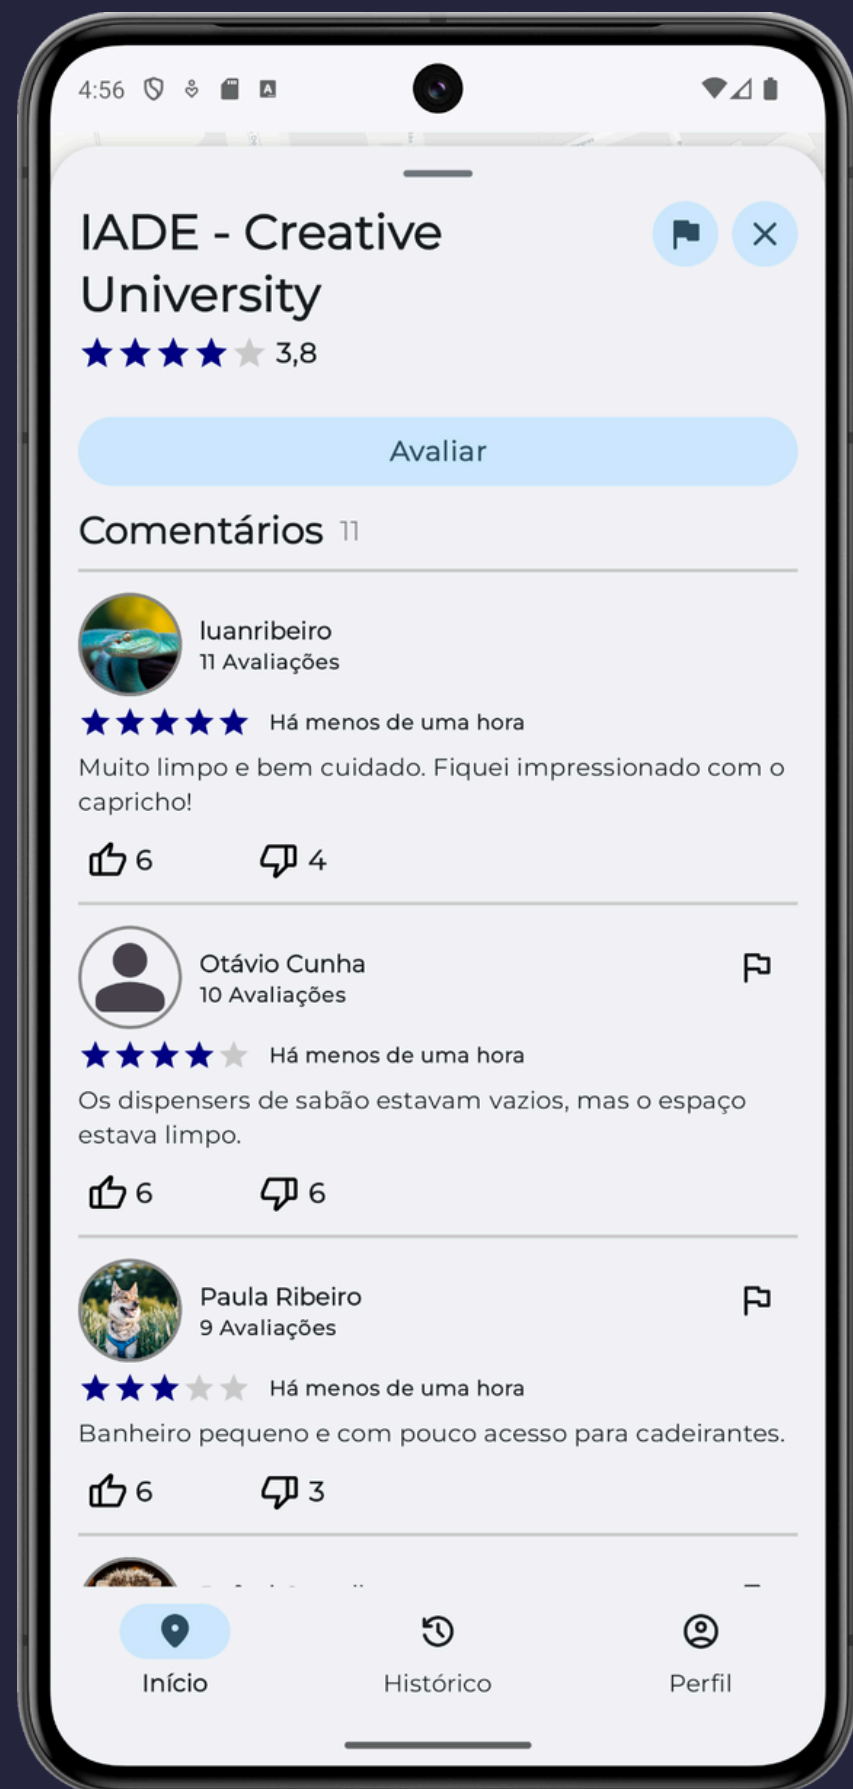 4:56
IADE - Creative
University
3,8
Avaliar
Comentários 11
luanribeiro
11 Avaliações
Há menos de uma hora
Muito limpo e bem cuidado. Fiquei impressionado com o
capricho!
6 4
Otávio Cunha
10 Avaliações
Há menos de uma hora
Os dispensers de sabão estavam vazios, mas o espaço
estava limpo.
6 6
Paula Ribeiro
9 Avaliações
Há menos de uma hora
Banheiro pequeno e com pouco acesso para cadeirantes.
6 3
Início Histórico Perfil